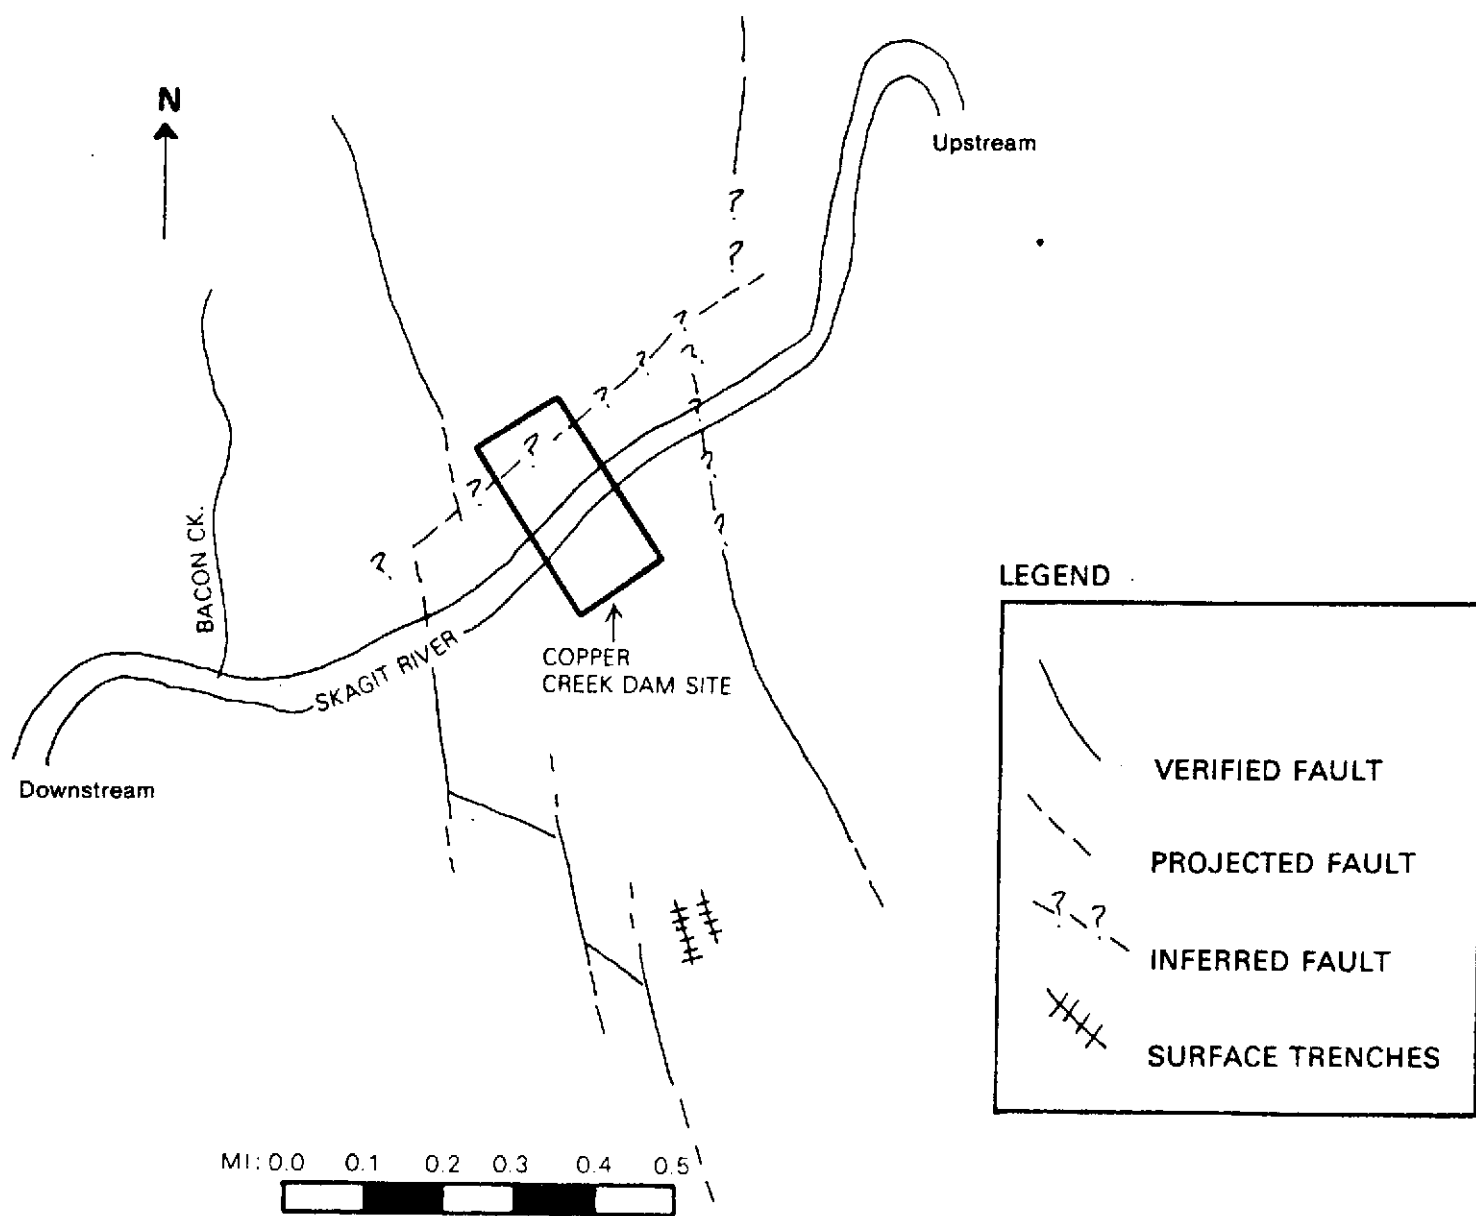 N
Upstream
?
?
?
?
?
?
?
?
?
?
?
?
?
BACON CK.
SKAGIT RIVER
COPPER
CREEK DAM SITE
Downstream
LEGEND
VERIFIED FAULT
PROJECTED FAULT
? ?
INFERRED FAULT
SURFACE TRENCHES
MI: 0.0 0.1 0.2 0.3 0.4 0.5